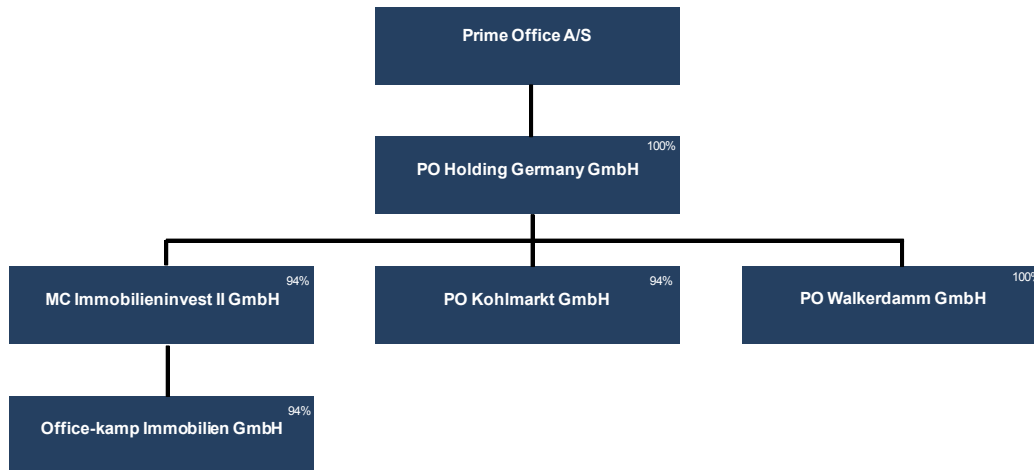 Prime Office A/S
100%
PO Holding Germany GmbH
94%
MC Immobilieninvest II GmbH
94%
PO Kohlmarkt GmbH
100%
PO Walkerdamm GmbH
94%
Office-kamp Immobilien GmbH